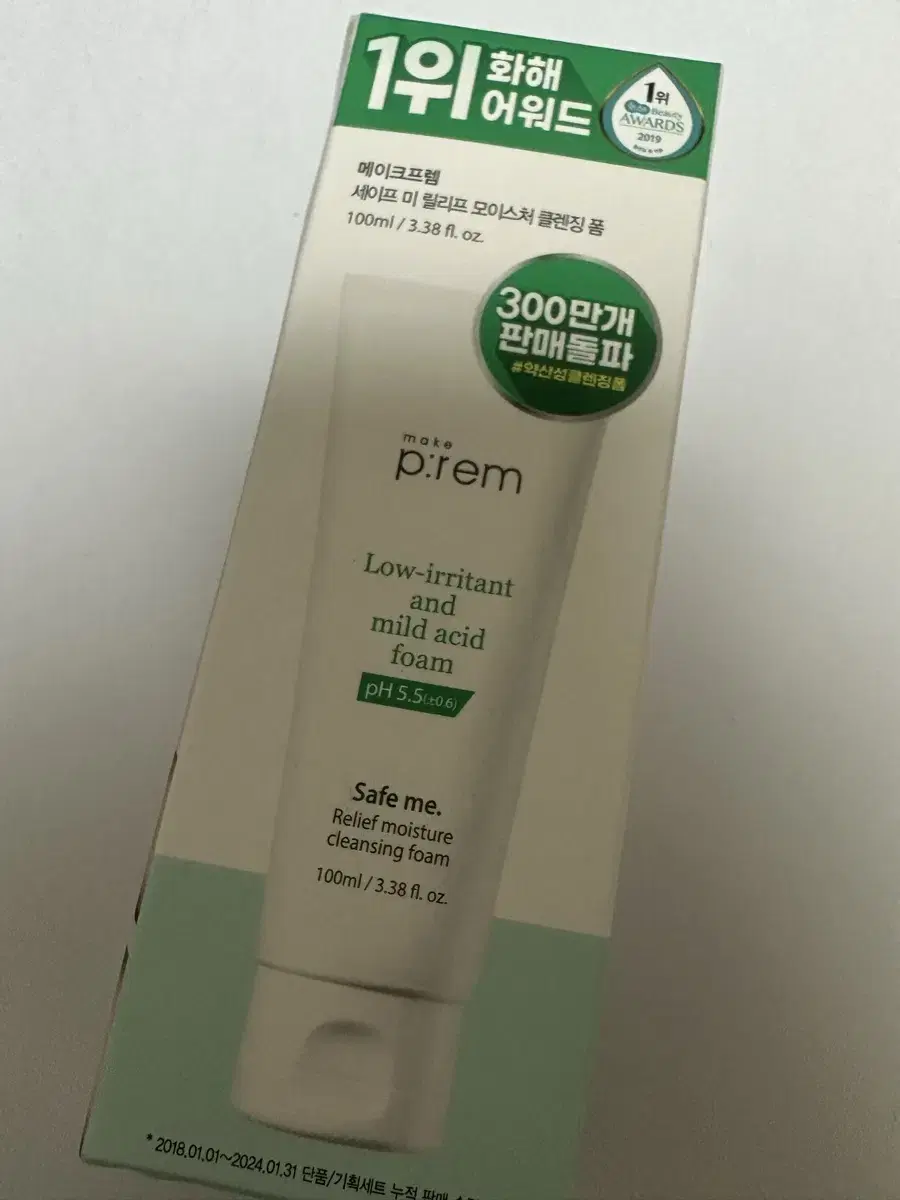 1위 화해
어워드
1위
Beauty
AWARDS
2019
메이크프렘
세이프 미 릴리프 모이스처 클렌징 폼
100ml / 3.38 fl. oz.
300만개
판매돌파
#약산성클렌징폼
make
p:rem
Low-irritant
and
mild acid
foam
pH 5.5(±0.6)
Safe me.
Relief moisture
cleansing foam
100ml / 3.38 fl. oz.
* 2018.01.01~2024.01.31 단품/기획세트 누적 판매